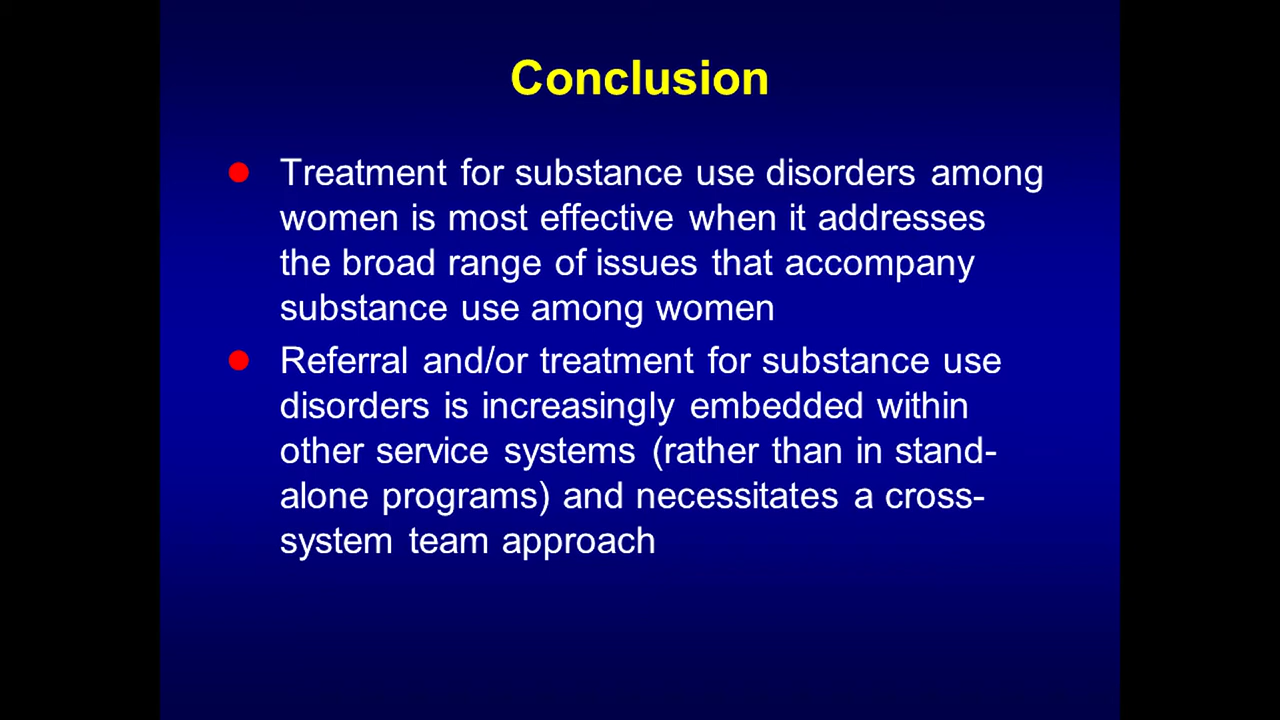 Conclusion
Treatment for substance use disorders among
women is most effective when it addresses
the broad range of issues that accompany
substance use among women
Referral and/or treatment for substance use
disorders is increasingly embedded within
other service systems (rather than in stand-
alone programs) and necessitates a cross-
system team approach